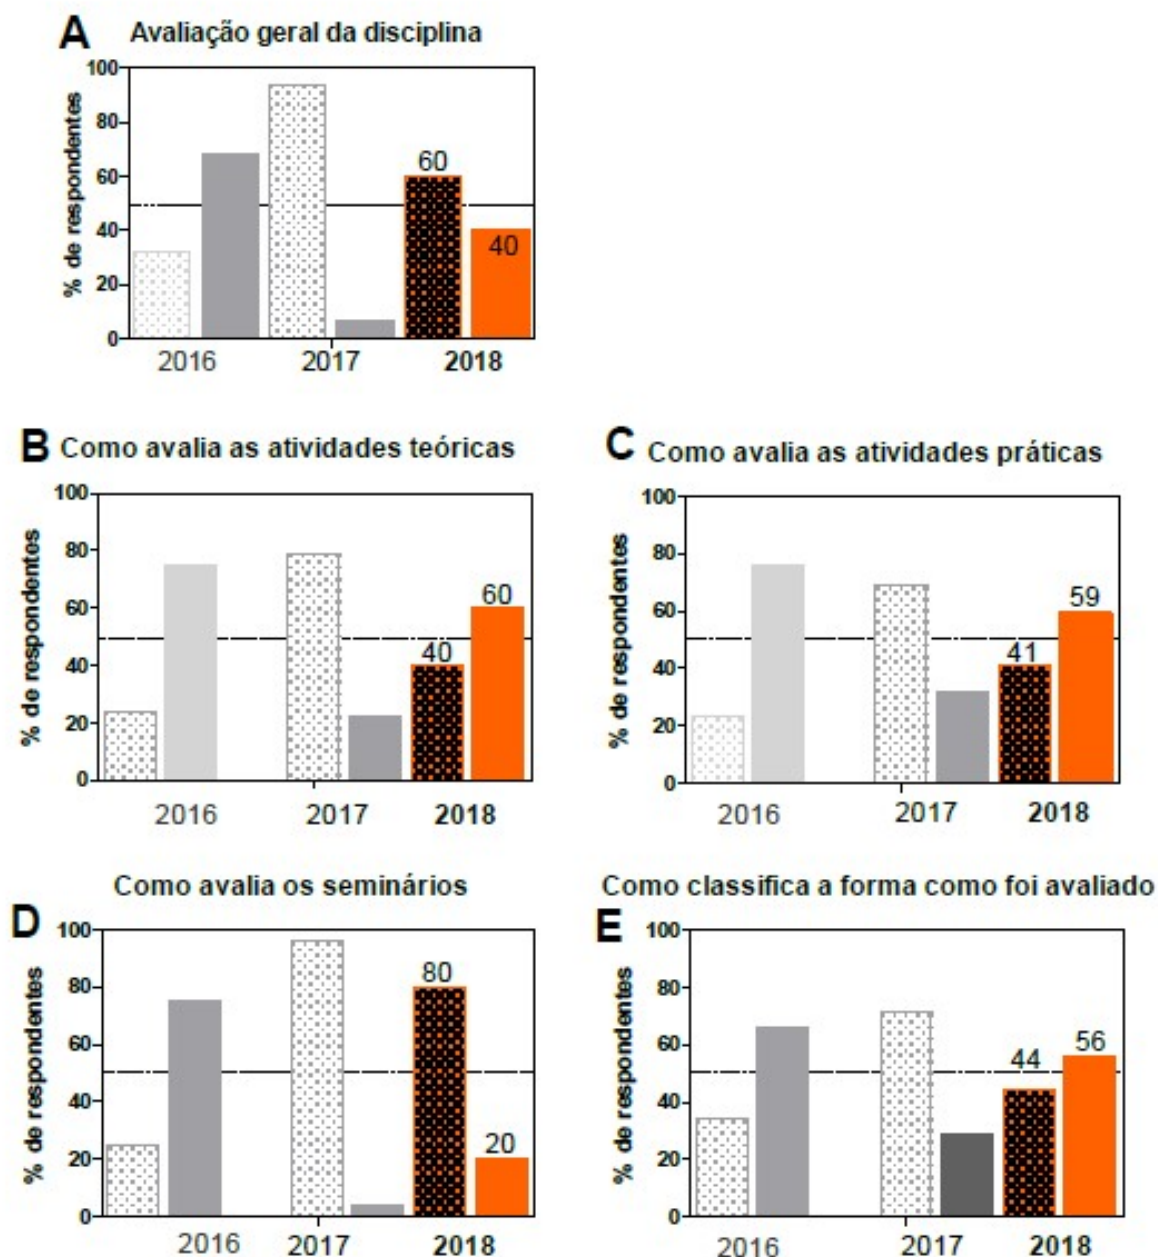 A Avaliação geral da disciplina
% de respondentes
100
80
60
40
20
0
60
40
2016 2017 2018
B Como avalia as atividades teóricas
% de respondentes
100
80
60
40
20
0
40
60
2016 2017 2018
C Como avalia as atividades práticas
% de respondentes
100
80
60
40
20
0
41
59
2016 2017 2018
D Como avalia os seminários
% de respondentes
100
80
60
40
20
0
80
20
2016 2017 2018
E Como classifica a forma como foi avaliado
% de respondentes
100
80
60
40
20
0
44
56
2016 2017 2018